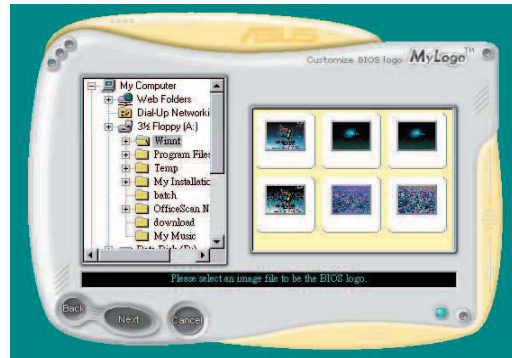 ASUS
Customize BIOS logo MyLogo™
My Computer
Web Folders
Dial-Up Networki
3½ Floppy (A:)
Winnt
Program Files
Temp
My Installatic
batch
OfficeScan N
download
My Music
Data Disk (D:)
Please select an image file to be the BIOS logo.
Back
Next
Cancel